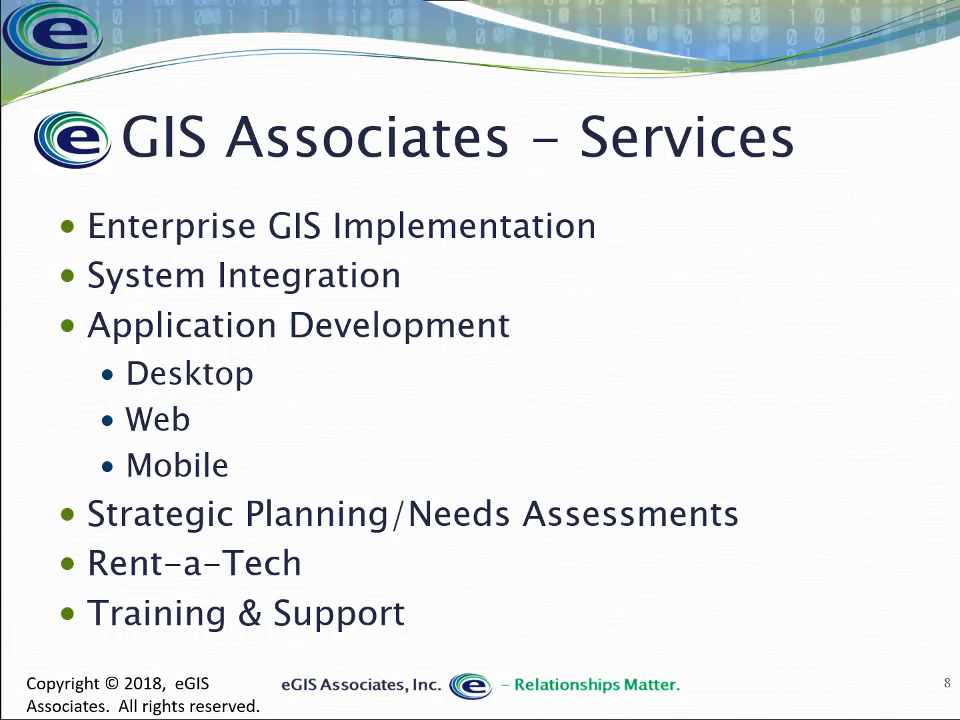 e
e GIS Associates - Services
• Enterprise GIS Implementation
• System Integration
• Application Development
• Desktop
• Web
• Mobile
• Strategic Planning/Needs Assessments
• Rent-a-Tech
• Training & Support
Copyright © 2018, eGIS
Associates. All rights reserved.
eGIS Associates, Inc. e – Relationships Matter.
8